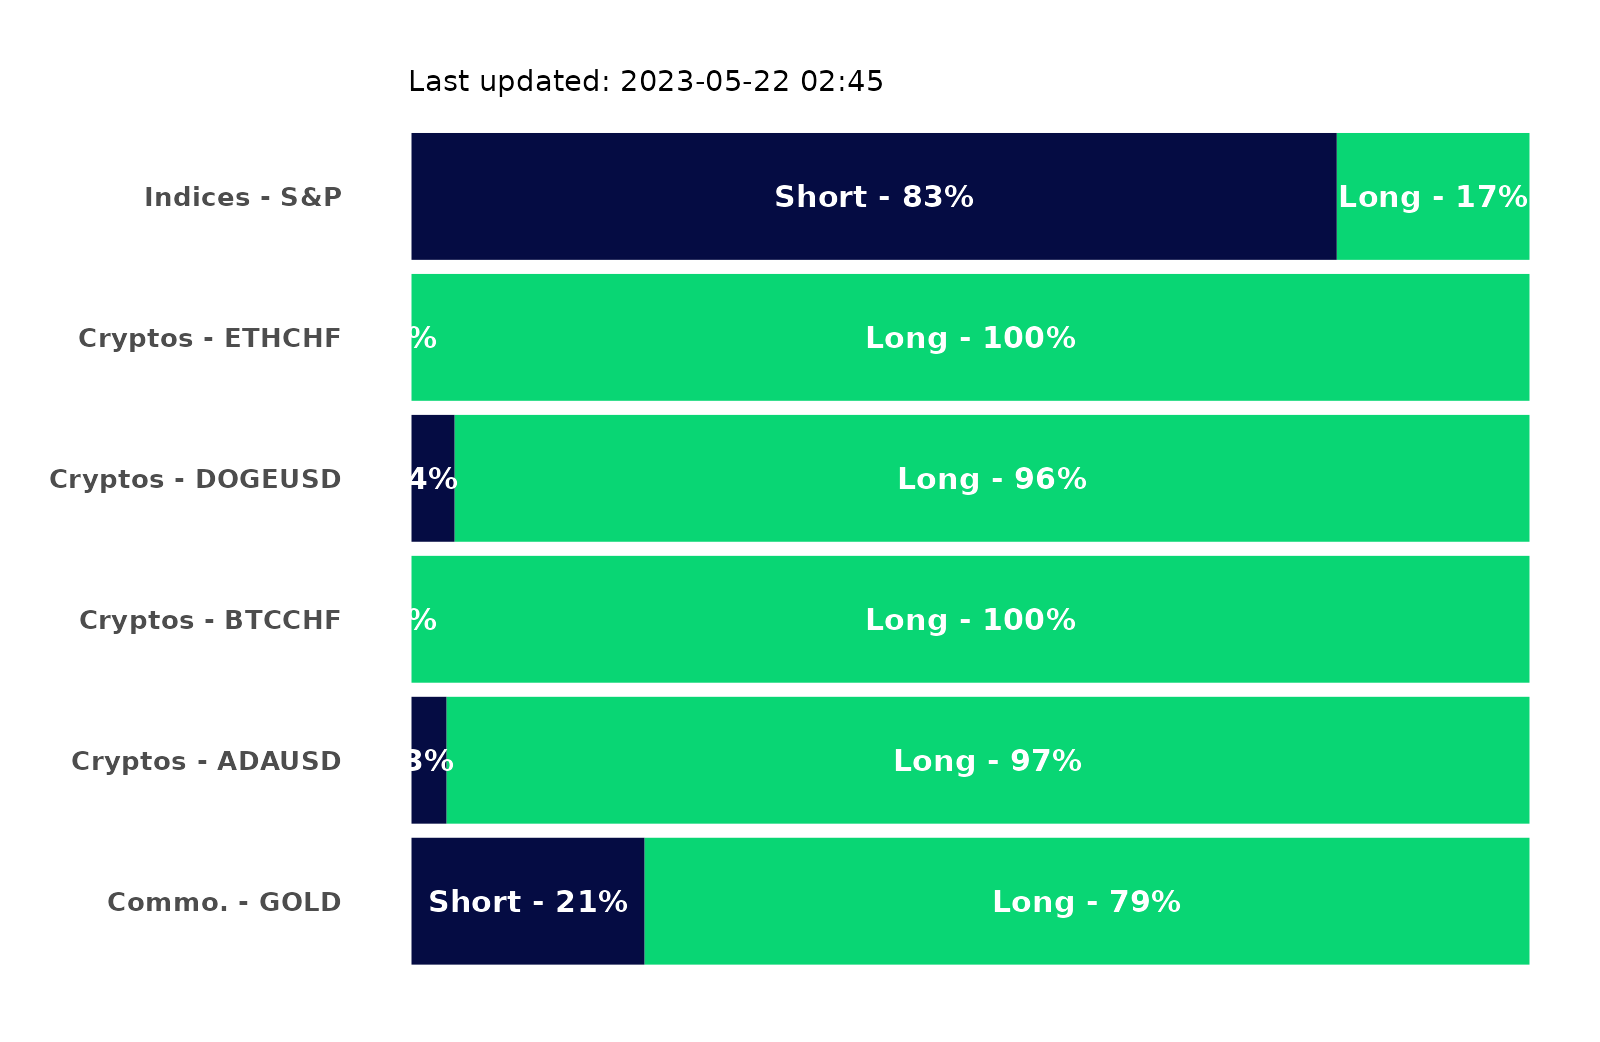 Last updated: 2023-05-22 02:45
Indices - S&P Short - 83% Long - 17%
Cryptos - ETHCHF % Long - 100%
Cryptos - DOGEUSD 4% Long - 96%
Cryptos - BTCCHF % Long - 100%
Cryptos - ADAUSD 3% Long - 97%
Commo. - GOLD Short - 21% Long - 79%